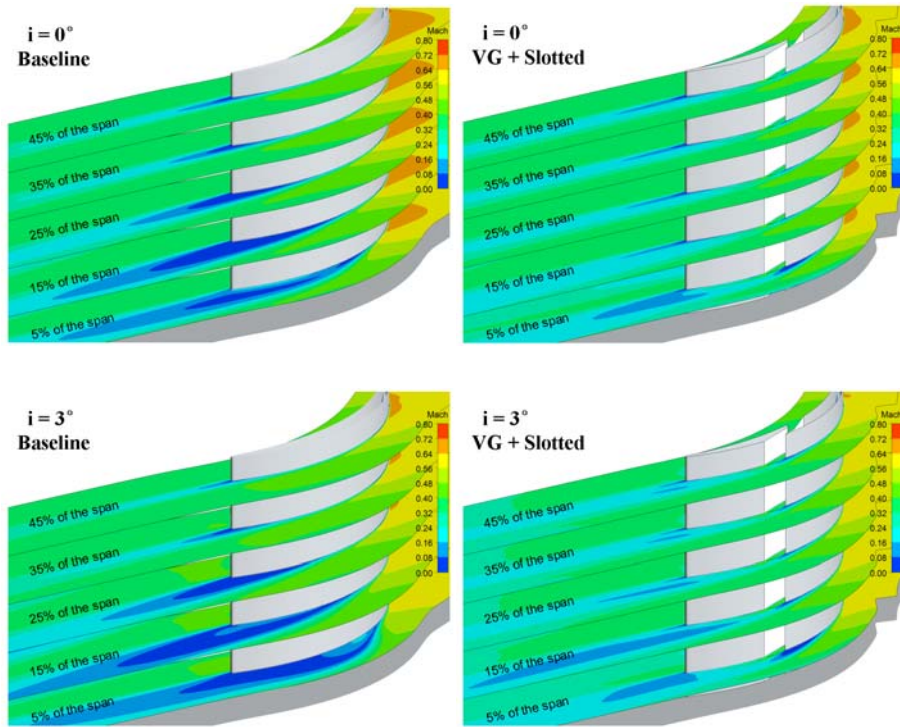 i = 0°
Baseline
Mach
0.80
0.72
0.64
0.56
0.48
0.40
0.32
0.24
0.16
0.08
0.00
45% of the span
35% of the span
25% of the span
15% of the span
5% of the span
i = 0°
VG + Slotted
Mach
0.80
0.72
0.64
0.56
0.48
0.40
0.32
0.24
0.16
0.08
0.00
45% of the span
35% of the span
25% of the span
15% of the span
5% of the span
i = 3°
Baseline
Mach
0.80
0.72
0.64
0.56
0.48
0.40
0.32
0.24
0.16
0.08
0.00
45% of the span
35% of the span
25% of the span
15% of the span
5% of the span
i = 3°
VG + Slotted
Mach
0.80
0.72
0.64
0.56
0.48
0.40
0.32
0.24
0.16
0.08
0.00
45% of the span
35% of the span
25% of the span
15% of the span
5% of the span